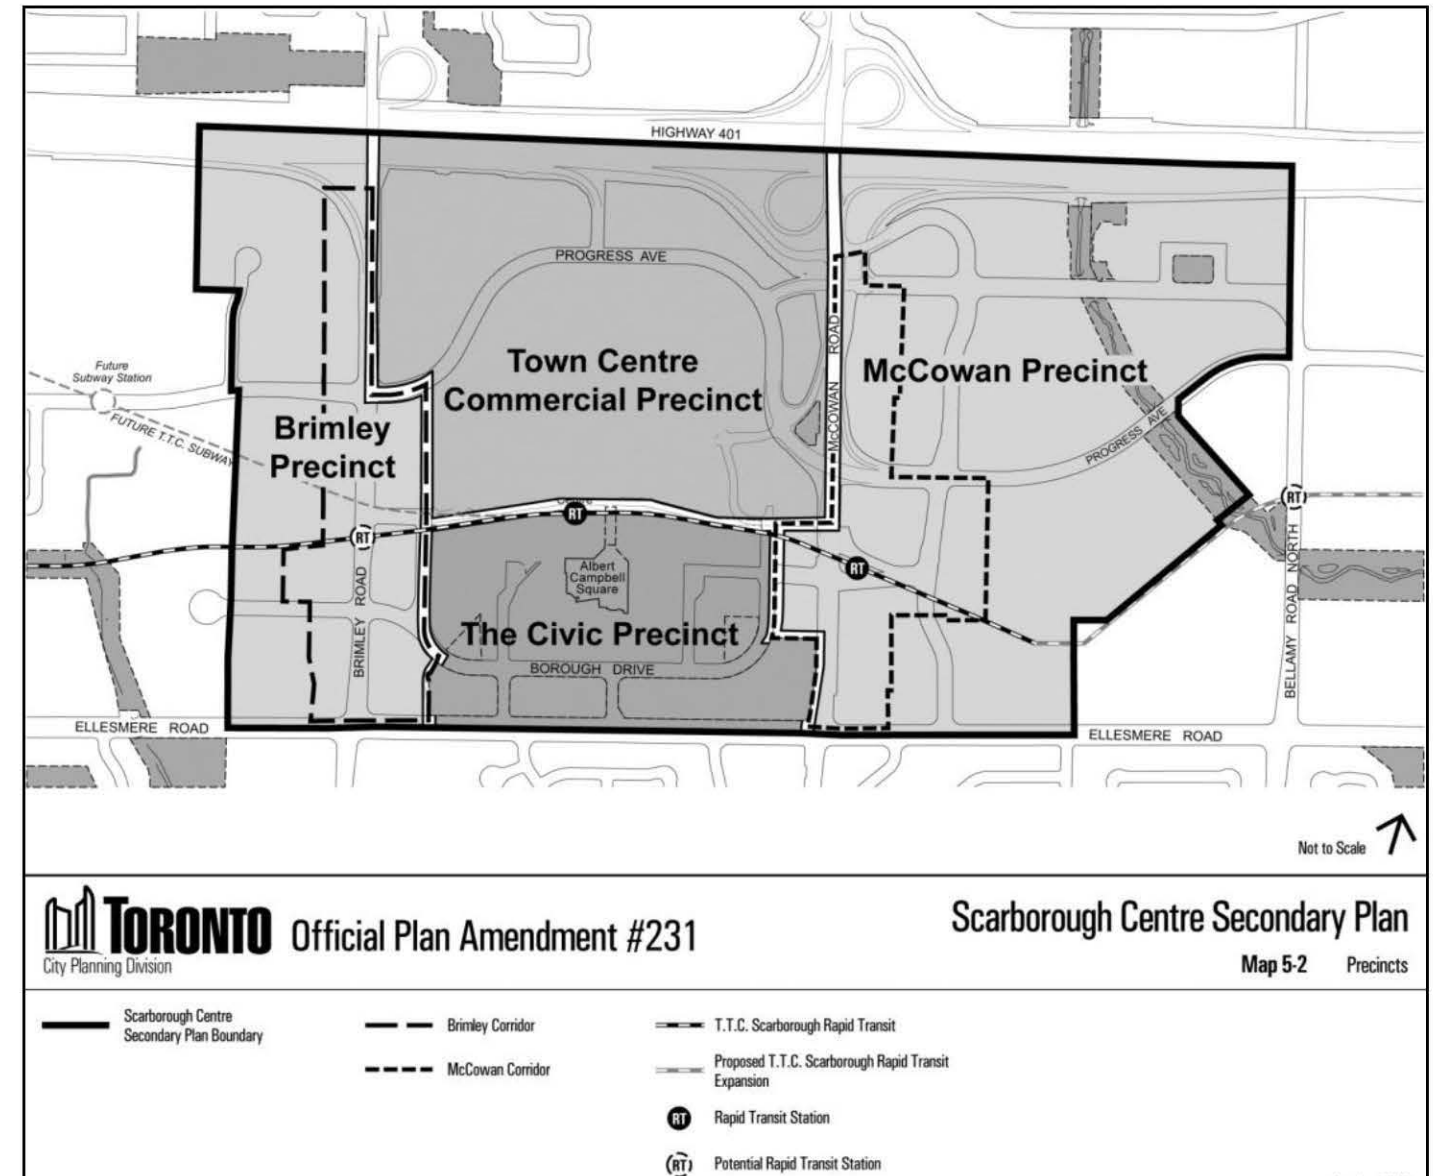 HIGHWAY 401
PROGRESS AVE
Future
Subway Station
FUTURE T.T.C. SUBWAY
Town Centre
Commercial Precinct
McCOWAN ROAD
McCowan Precinct
Brimley
Precinct
PROGRESS AVE
RT
RT
RT
RT
Albert
Campbell
Square
The Civic Precinct
BRIMLEY ROAD
BOROUGH DRIVE
BELLAMY ROAD NORTH
ELLESMERE ROAD
ELLESMERE ROAD
Not to Scale
TORONTO
City Planning Division
Official Plan Amendment #231
Scarborough Centre Secondary Plan
Map 5-2 Precincts
Scarborough Centre
Secondary Plan Boundary
Brimley Corridor
McCowan Corridor
T.T.C. Scarborough Rapid Transit
Proposed T.T.C. Scarborough Rapid Transit
Expansion
RT Rapid Transit Station
RT Potential Rapid Transit Station